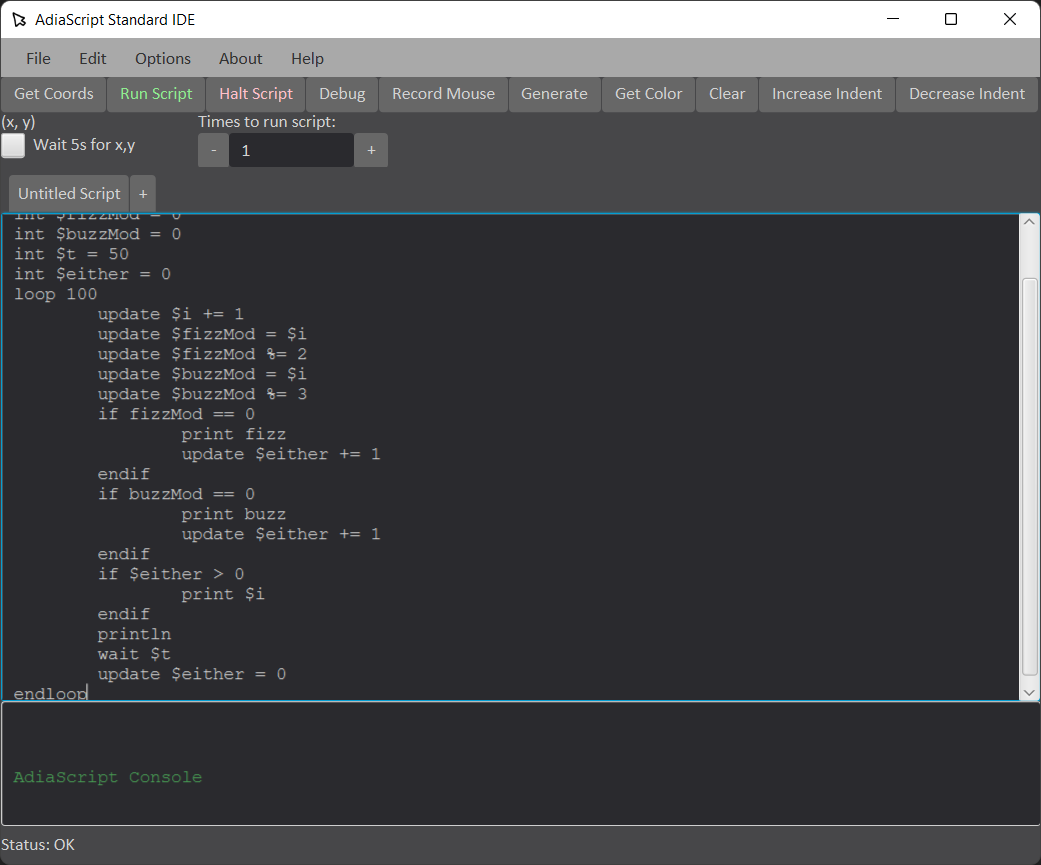 AdiaScript Standard IDE
File Edit Options About Help
Get Coords Run Script Halt Script Debug Record Mouse Generate Get Color Clear Increase Indent Decrease Indent
(x, y) Times to run script:
Wait 5s for x,y - 1 +
Untitled Script +
int $fizzMod = 0
int $buzzMod = 0
int $t = 50
int $either = 0
loop 100
update $i += 1
update $fizzMod = $i
update $fizzMod %= 2
update $buzzMod = $i
update $buzzMod %= 3
if fizzMod == 0
print fizz
update $either += 1
endif
if buzzMod == 0
print buzz
update $either += 1
endif
if $either > 0
print $i
endif
println
wait $t
update $either = 0
endloop
AdiaScript Console
Status: OK